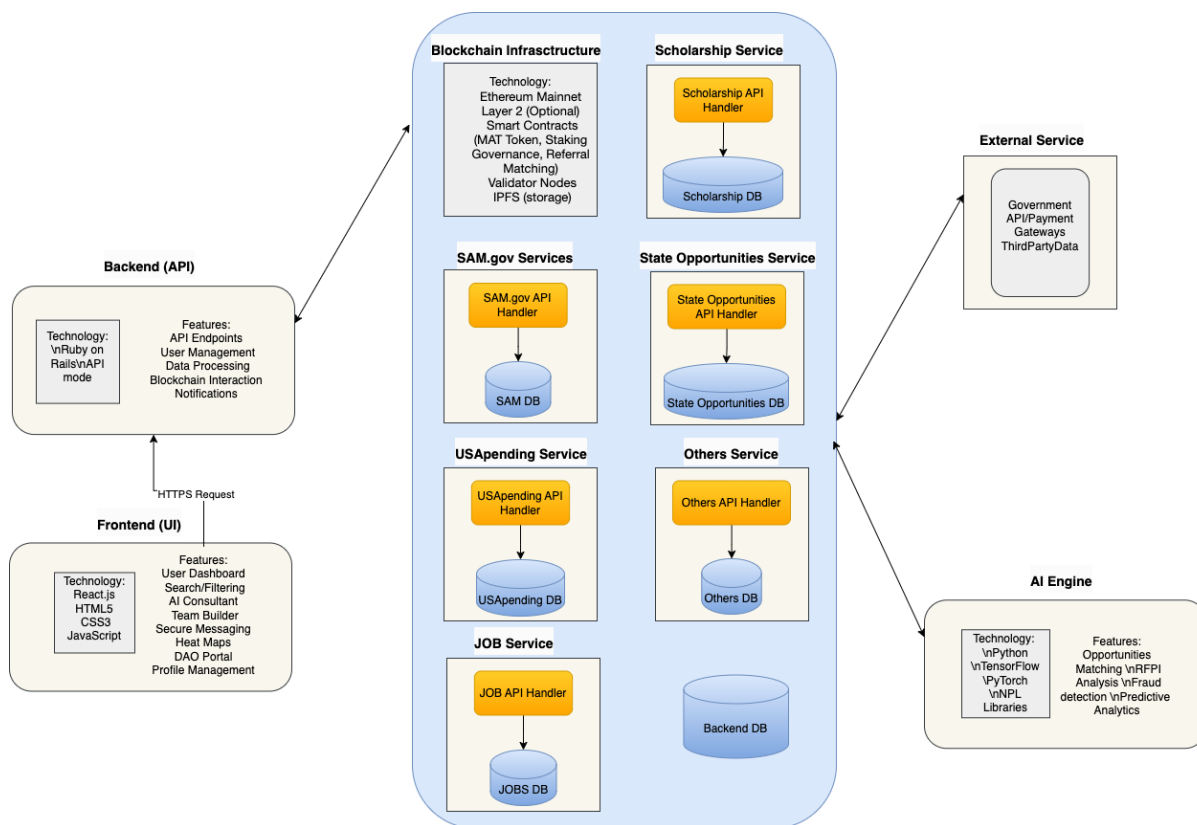 Blockchain Infrasctructure
Technology:
Ethereum Mainnet
Layer 2 (Optional)
Smart Contracts
(MAT Token, Staking
Governance, Referral
Matching)
Validator Nodes
IPFS (storage)
Scholarship Service
Scholarship API
Handler
Scholarship DB
External Service
Government
API/Payment
Gateways
ThirdPartyData
Backend (API)
Technology:
\nRuby on
Rails\nAPI
mode
Features:
API Endpoints
User Management
Data Processing
Blockchain Interaction
Notifications
SAM.gov Services
SAM.gov API
Handler
SAM DB
State Opportunities Service
State Opportunities
API Handler
State Opportunities DB
HTTPS Request
USApending Service
USApending API
Handler
USApending DB
Others Service
Others API Handler
Others DB
Frontend (UI)
Technology:
React.js
HTML5
CSS3
JavaScript
Features:
User Dashboard
Search/Filtering
AI Consultant
Team Builder
Secure Messaging
Heat Maps
DAO Portal
Profile Management
JOB Service
JOB API Handler
JOBS DB
Backend DB
AI Engine
Technology:
\nPython
\nTensorFlow
\PyTorch
\nNPL
Libraries
Features:
Opportunities
Matching \nRFPI
Analysis \nFraud
detection \nPredictive
Analytics